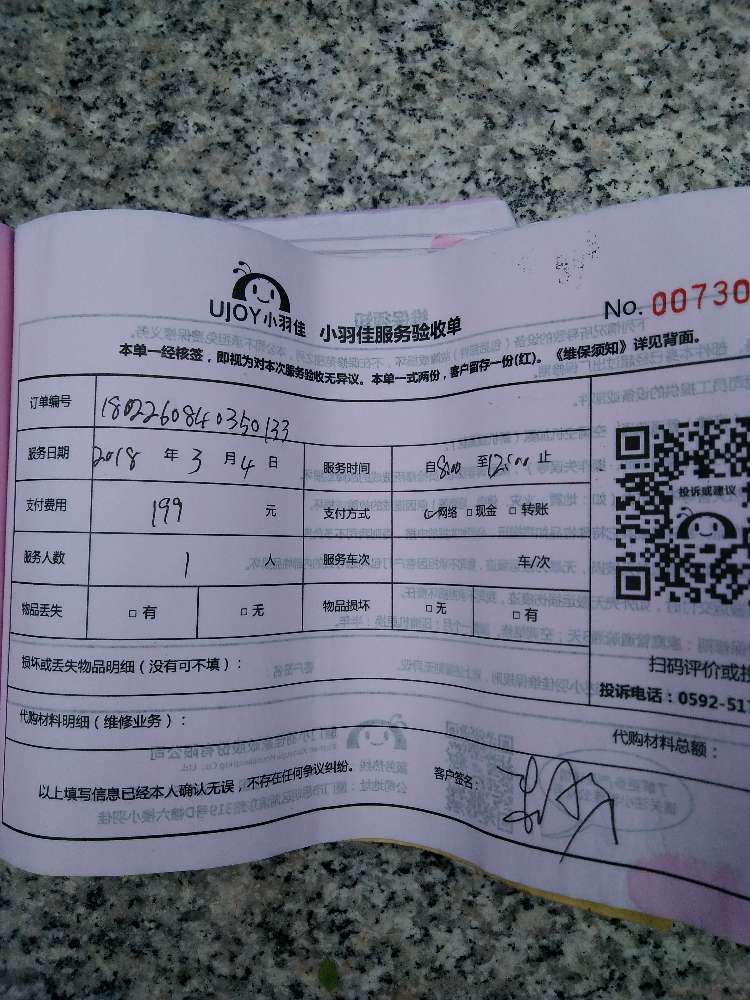 UJOY小羽佳 小羽佳服务验收单 No. 00730
本单一经核签，即视为对本次服务验收无异议。本单一式两份，客户留存一份(红)。《维保须知》详见背面。
订单编号 1802260840350133
服务日期 2018 年 3 月 4 日 服务时间 自8:00 至12:00 止
支付费用 199 元 支付方式 ☑网络 □现金 □转账
服务人数 1 人 服务车次 车/次
物品丢失 □有 □无 物品损坏 □无 □有
投诉或建议
损坏或丢失物品明细（没有可不填）：
扫码评价或投
投诉电话：0592-517
代购材料明细（维修业务）： 代购材料总额：
以上填写信息已经本人确认无误，不存在任何争议纠纷。 客户签名：